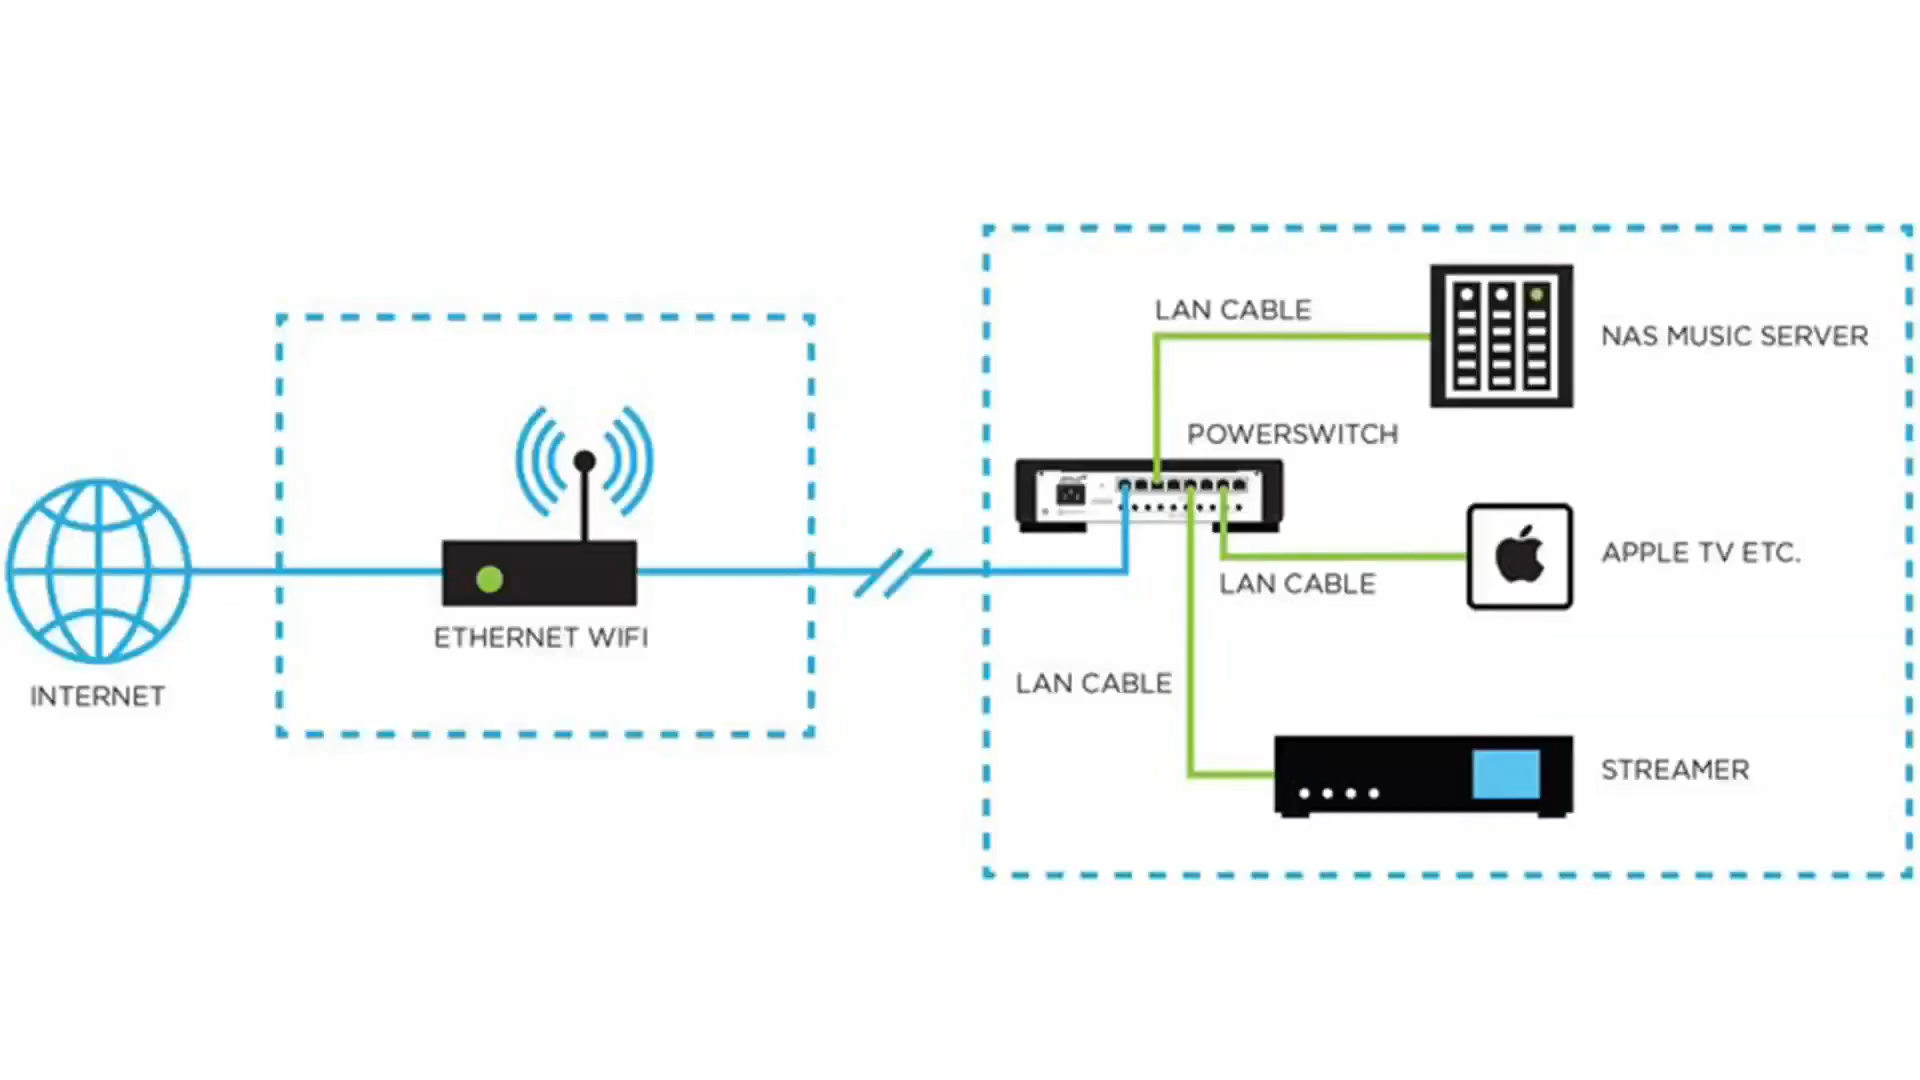 INTERNET
ETHERNET WIFI
LAN CABLE
NAS MUSIC SERVER
POWERSWITCH
APPLE TV ETC.
LAN CABLE
LAN CABLE
STREAMER